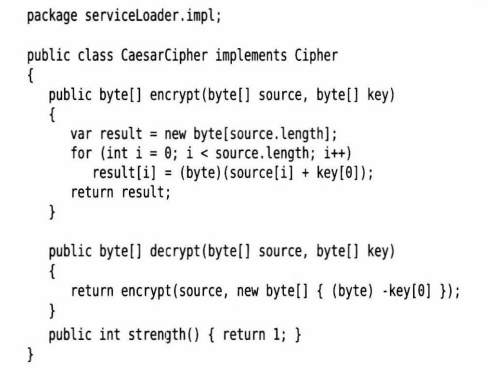 package serviceLoader.impl;
public class CaesarCipher implements Cipher
{
public byte[] encrypt(byte[] source, byte[] key)
{
var result = new byte[source.length];
for (int i = 0; i < source.length; i++)
result[i] = (byte)(source[i] + key[0]);
return result;
}
public byte[] decrypt(byte[] source, byte[] key)
{
return encrypt(source, new byte[] { (byte) -key[0] });
}
public int strength() { return 1; }
}